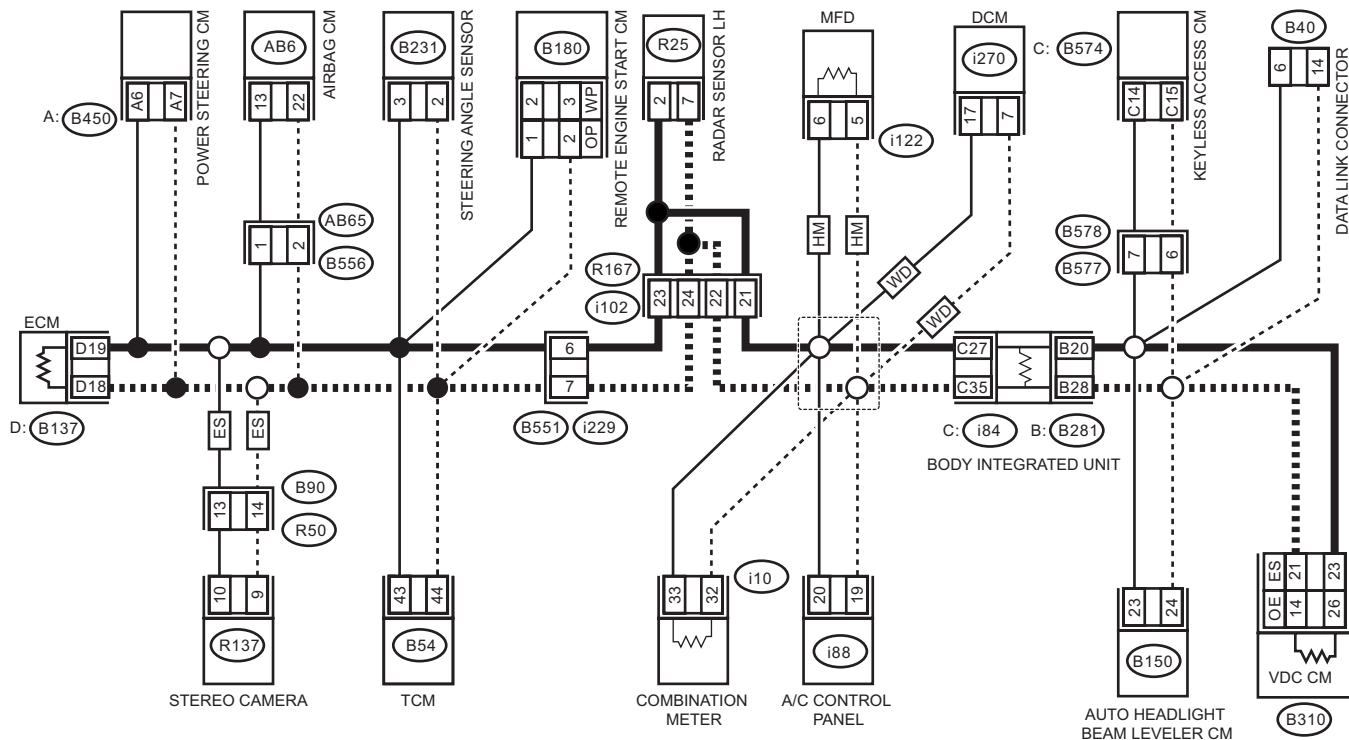 MFD
DCM
POWER STEERING CM
AIRBAG CM
STEERING ANGLE SENSOR
REMOTE ENGINE START CM
RADAR SENSOR LH
KEYLESS ACCESS CM
DATA LINK CONNECTOR
AB6
B231
B180
R25
i270
C: B574
B40
6 14
A6 A7
13 22
3 2
2 3 WP
1 2 OP
2 7
6 5
17 7
C14 C15
A: B450
i122
AB65
1 2
B556
HM HM
WD
WD
B578
7 6
B577
R167
23 24 22 21
i102
ECM
D19
D18
6
7
C27
C35
B20
B28
D: B137
ES ES
B551 i229
C: i84 B: B281
BODY INTEGRATED UNIT
B90
13 14
R50
10 9
43 44
33 32
i10
20 19
23 24
ES 21 23
OE 14 26
R137
B54
i88
B150
VDC CM
STEREO CAMERA
TCM
COMBINATION
METER
A/C CONTROL
PANEL
AUTO HEADLIGHT
BEAM LEVELER CM
B310